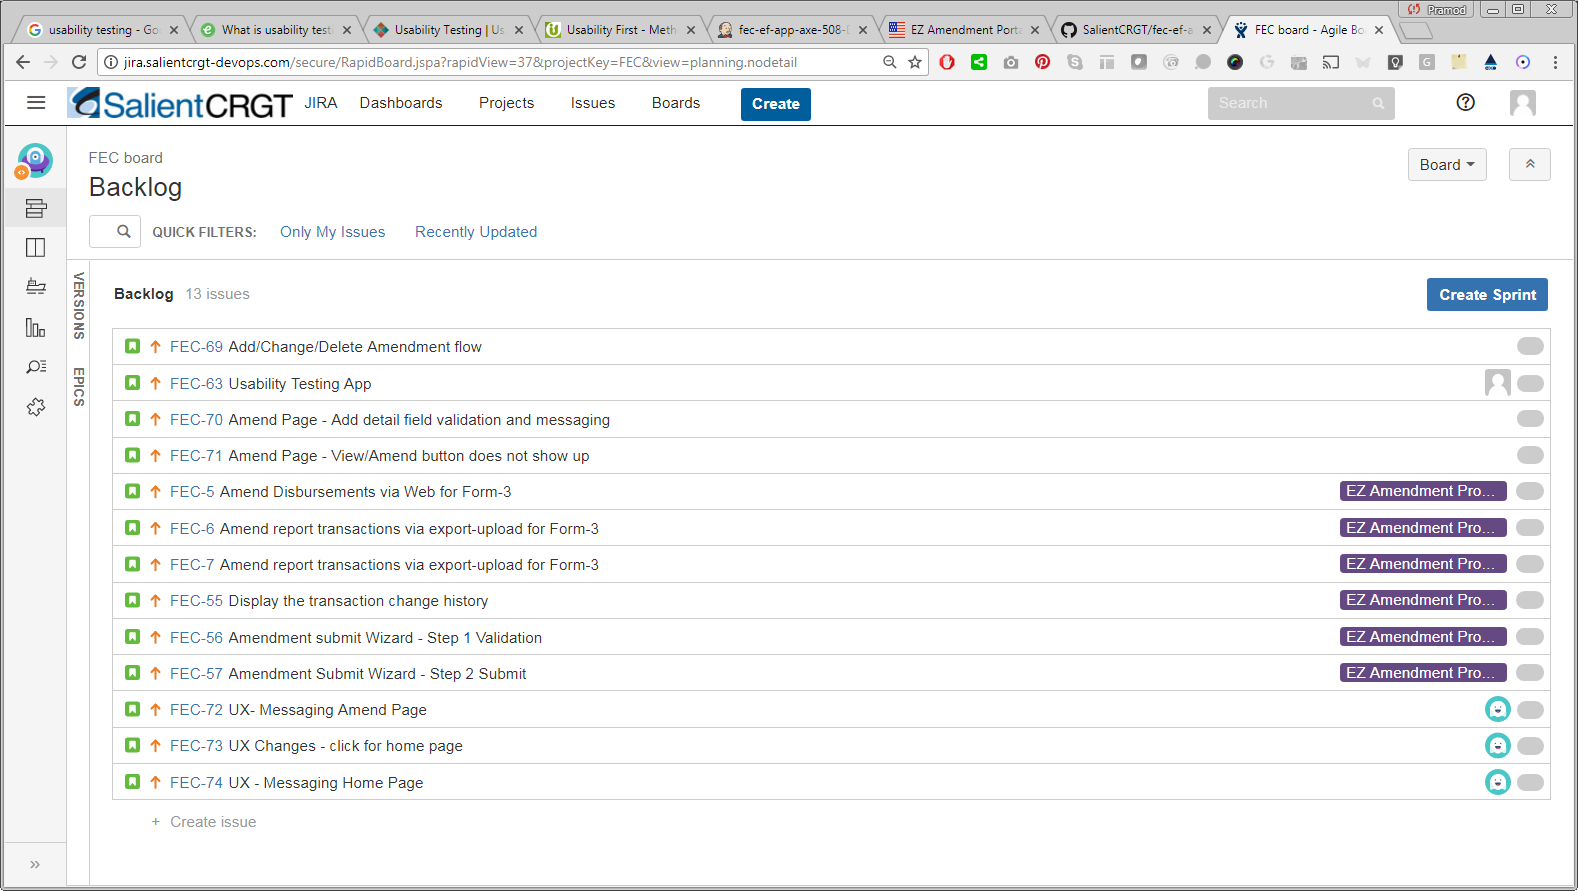 Pramod
usability testing - Go
What is usability testi
Usability Testing | Us
Usability First - Meth
fec-ef-app-axe-508-
EZ Amendment Porta
SalientCRGT/fec-ef-a
FEC board - Agile Bo
jira.salientcrgt-devops.com/secure/RapidBoard.jspa?rapidView=37&projectKey=FEC&view=planning.nodetail
SalientCRGT JIRA Dashboards Projects Issues Boards Create Search
FEC board
Backlog
Board
QUICK FILTERS: Only My Issues Recently Updated
VERSIONS
EPICS
Backlog 13 issues
Create Sprint
FEC-69 Add/Change/Delete Amendment flow
FEC-63 Usability Testing App
FEC-70 Amend Page - Add detail field validation and messaging
FEC-71 Amend Page - View/Amend button does not show up
FEC-5 Amend Disbursements via Web for Form-3 EZ Amendment Pro...
FEC-6 Amend report transactions via export-upload for Form-3 EZ Amendment Pro...
FEC-7 Amend report transactions via export-upload for Form-3 EZ Amendment Pro...
FEC-55 Display the transaction change history EZ Amendment Pro...
FEC-56 Amendment submit Wizard - Step 1 Validation EZ Amendment Pro...
FEC-57 Amendment Submit Wizard - Step 2 Submit EZ Amendment Pro...
FEC-72 UX- Messaging Amend Page
FEC-73 UX Changes - click for home page
FEC-74 UX - Messaging Home Page
+ Create issue